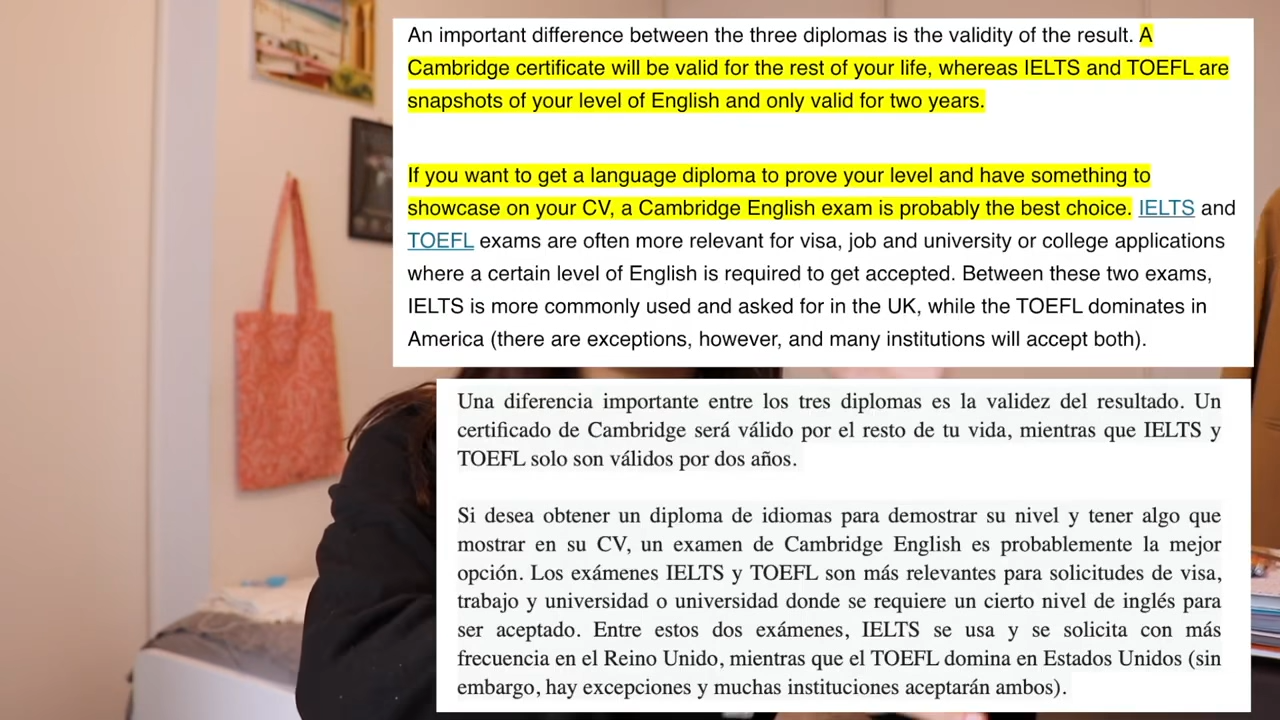 An important difference between the three diplomas is the validity of the result. A
Cambridge certificate will be valid for the rest of your life, whereas IELTS and TOEFL are
snapshots of your level of English and only valid for two years.
If you want to get a language diploma to prove your level and have something to
showcase on your CV, a Cambridge English exam is probably the best choice. IELTS and
TOEFL exams are often more relevant for visa, job and university or college applications
where a certain level of English is required to get accepted. Between these two exams,
IELTS is more commonly used and asked for in the UK, while the TOEFL dominates in
America (there are exceptions, however, and many institutions will accept both).
Una diferencia importante entre los tres diplomas es la validez del resultado. Un
certificado de Cambridge será válido por el resto de tu vida, mientras que IELTS y
TOEFL solo son válidos por dos años.
Si desea obtener un diploma de idiomas para demostrar su nivel y tener algo que
mostrar en su CV, un examen de Cambridge English es probablemente la mejor
opción. Los exámenes IELTS y TOEFL son más relevantes para solicitudes de visa,
trabajo y universidad o universidad donde se requiere un cierto nivel de inglés para
ser aceptado. Entre estos dos exámenes, IELTS se usa y se solicita con más
frecuencia en el Reino Unido, mientras que el TOEFL domina en Estados Unidos (sin
embargo, hay excepciones y muchas instituciones aceptarán ambos).